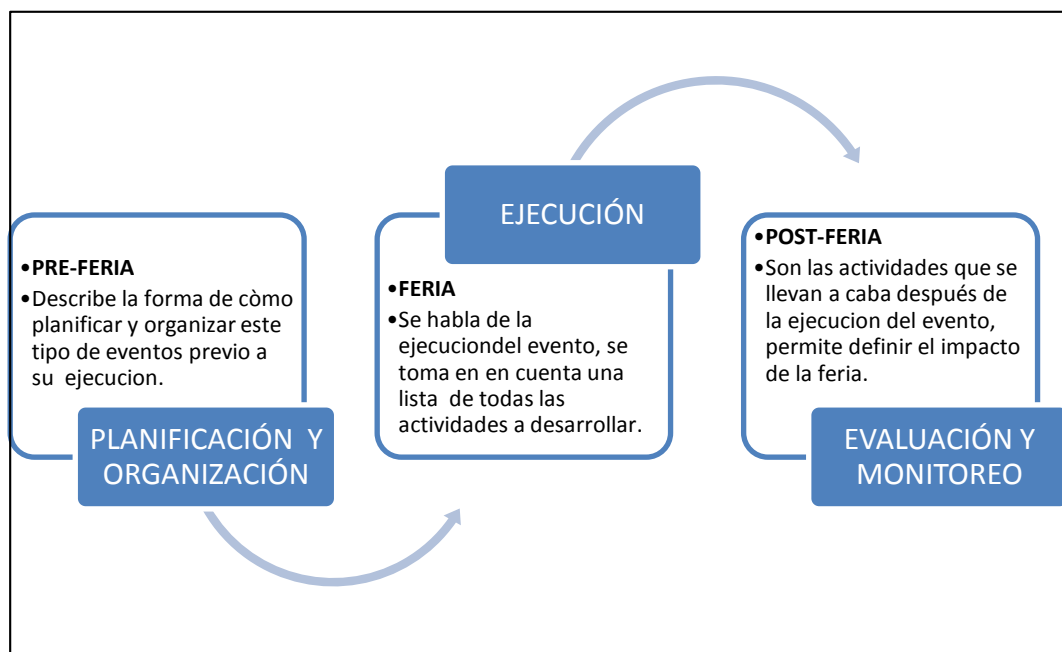 •PRE-FERIA
•Describe la forma de còmo
planificar y organizar este
tipo de eventos previo a
su ejecucion.
PLANIFICACIÓN Y
ORGANIZACIÓN
EJECUCIÓN
•FERIA
•Se habla de la
ejecuciondel evento, se
toma en en cuenta una
lista de todas las
actividades a desarrollar.
•POST-FERIA
•Son las actividades que se
llevan a caba después de
la ejecucion del evento,
permite definir el impacto
de la feria.
EVALUACIÓN Y
MONITOREO